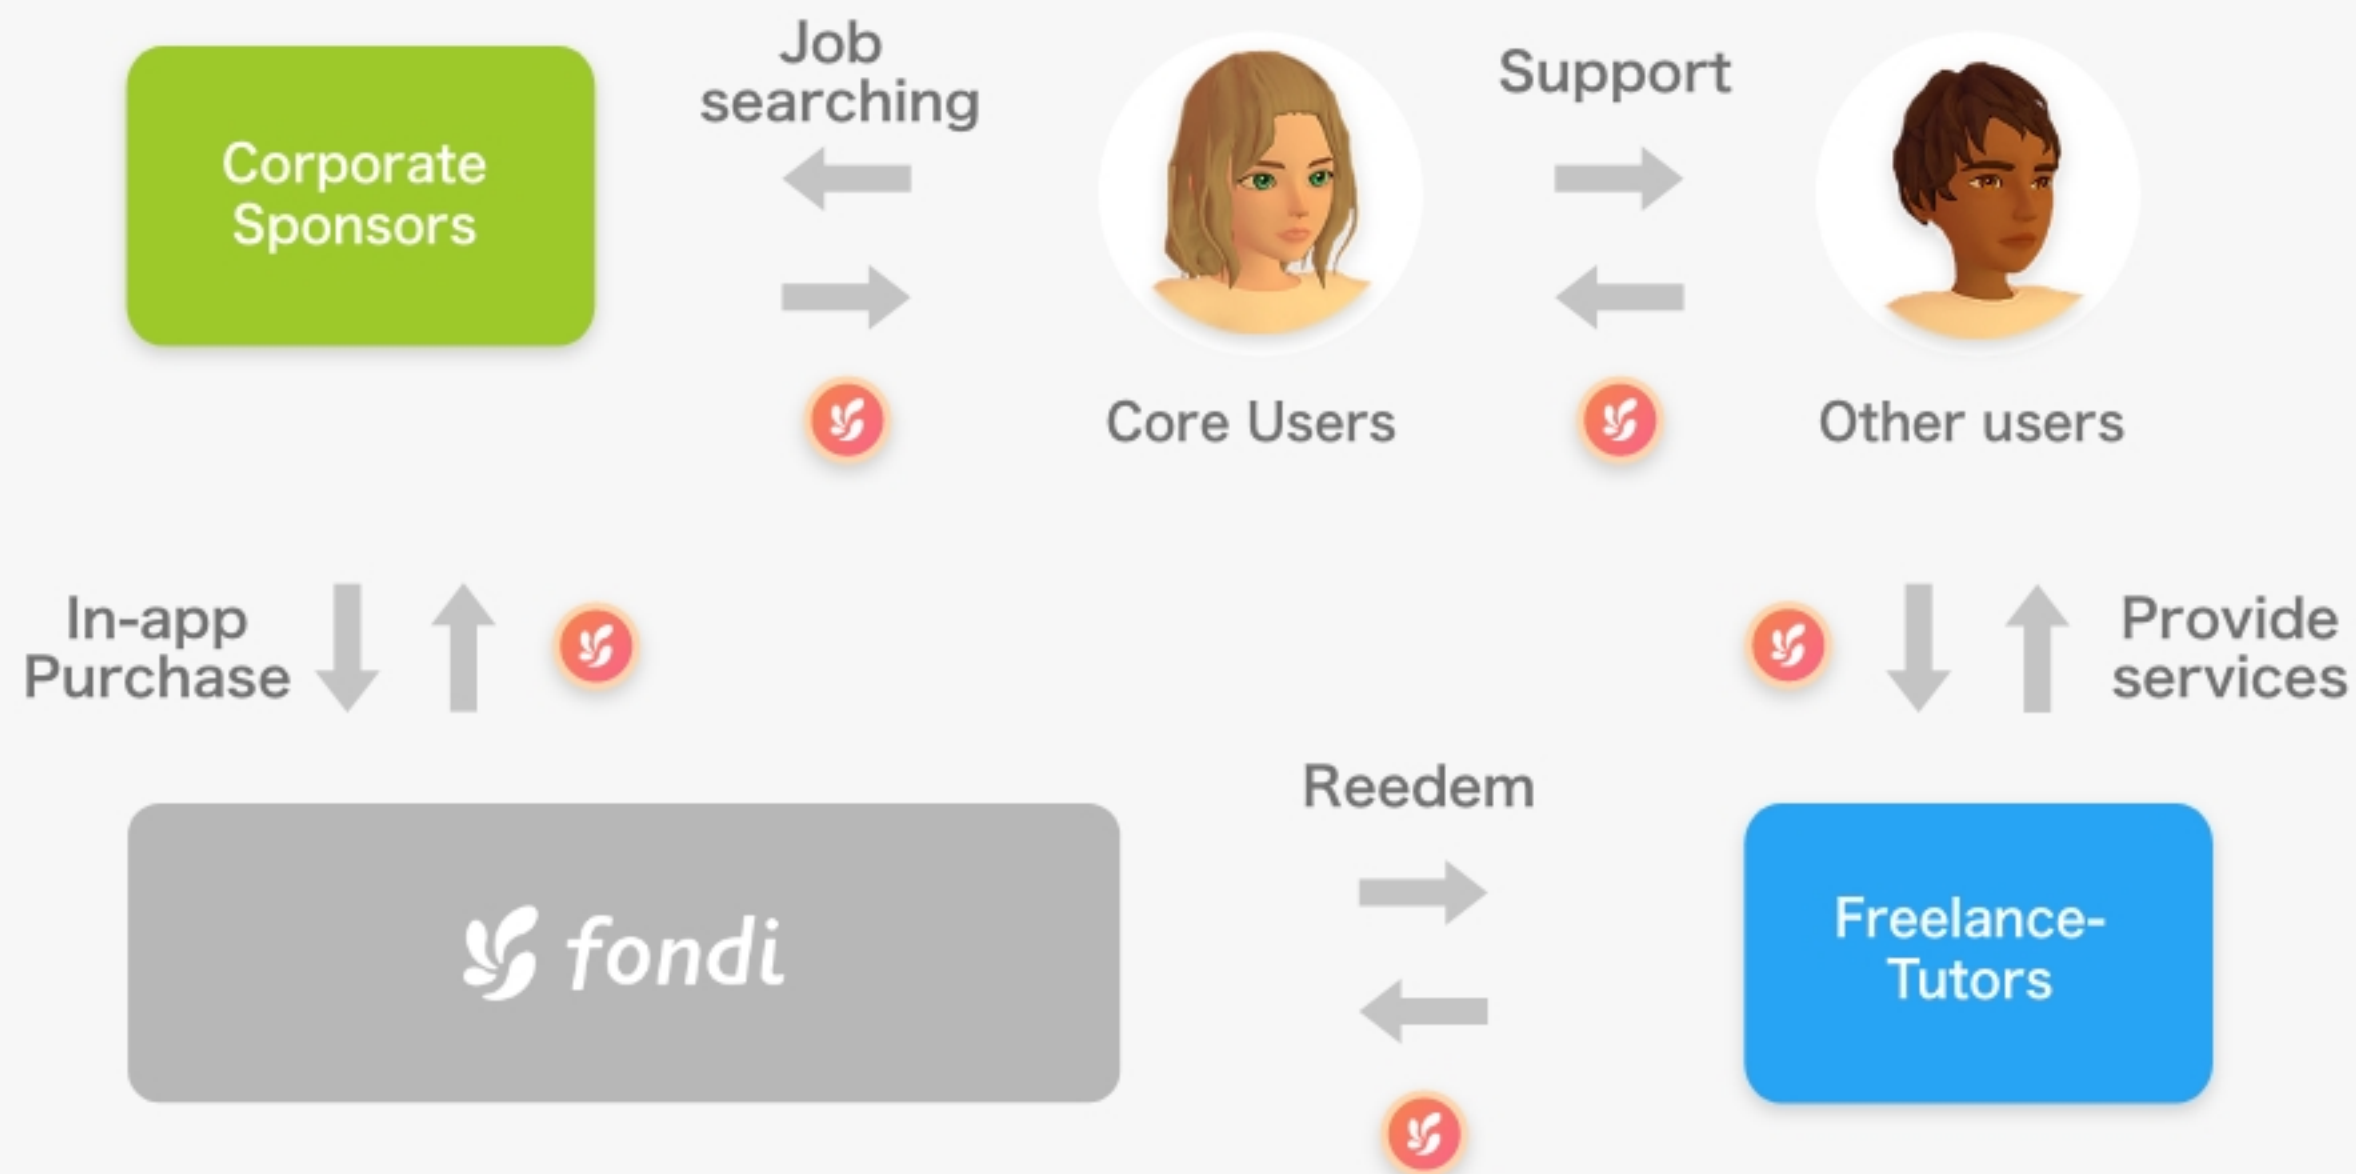 Job
searching
Support
Corporate
Sponsors
Core Users
Other users
In-app
Purchase
Provide
services
Reedem
fondi
Freelance-
Tutors